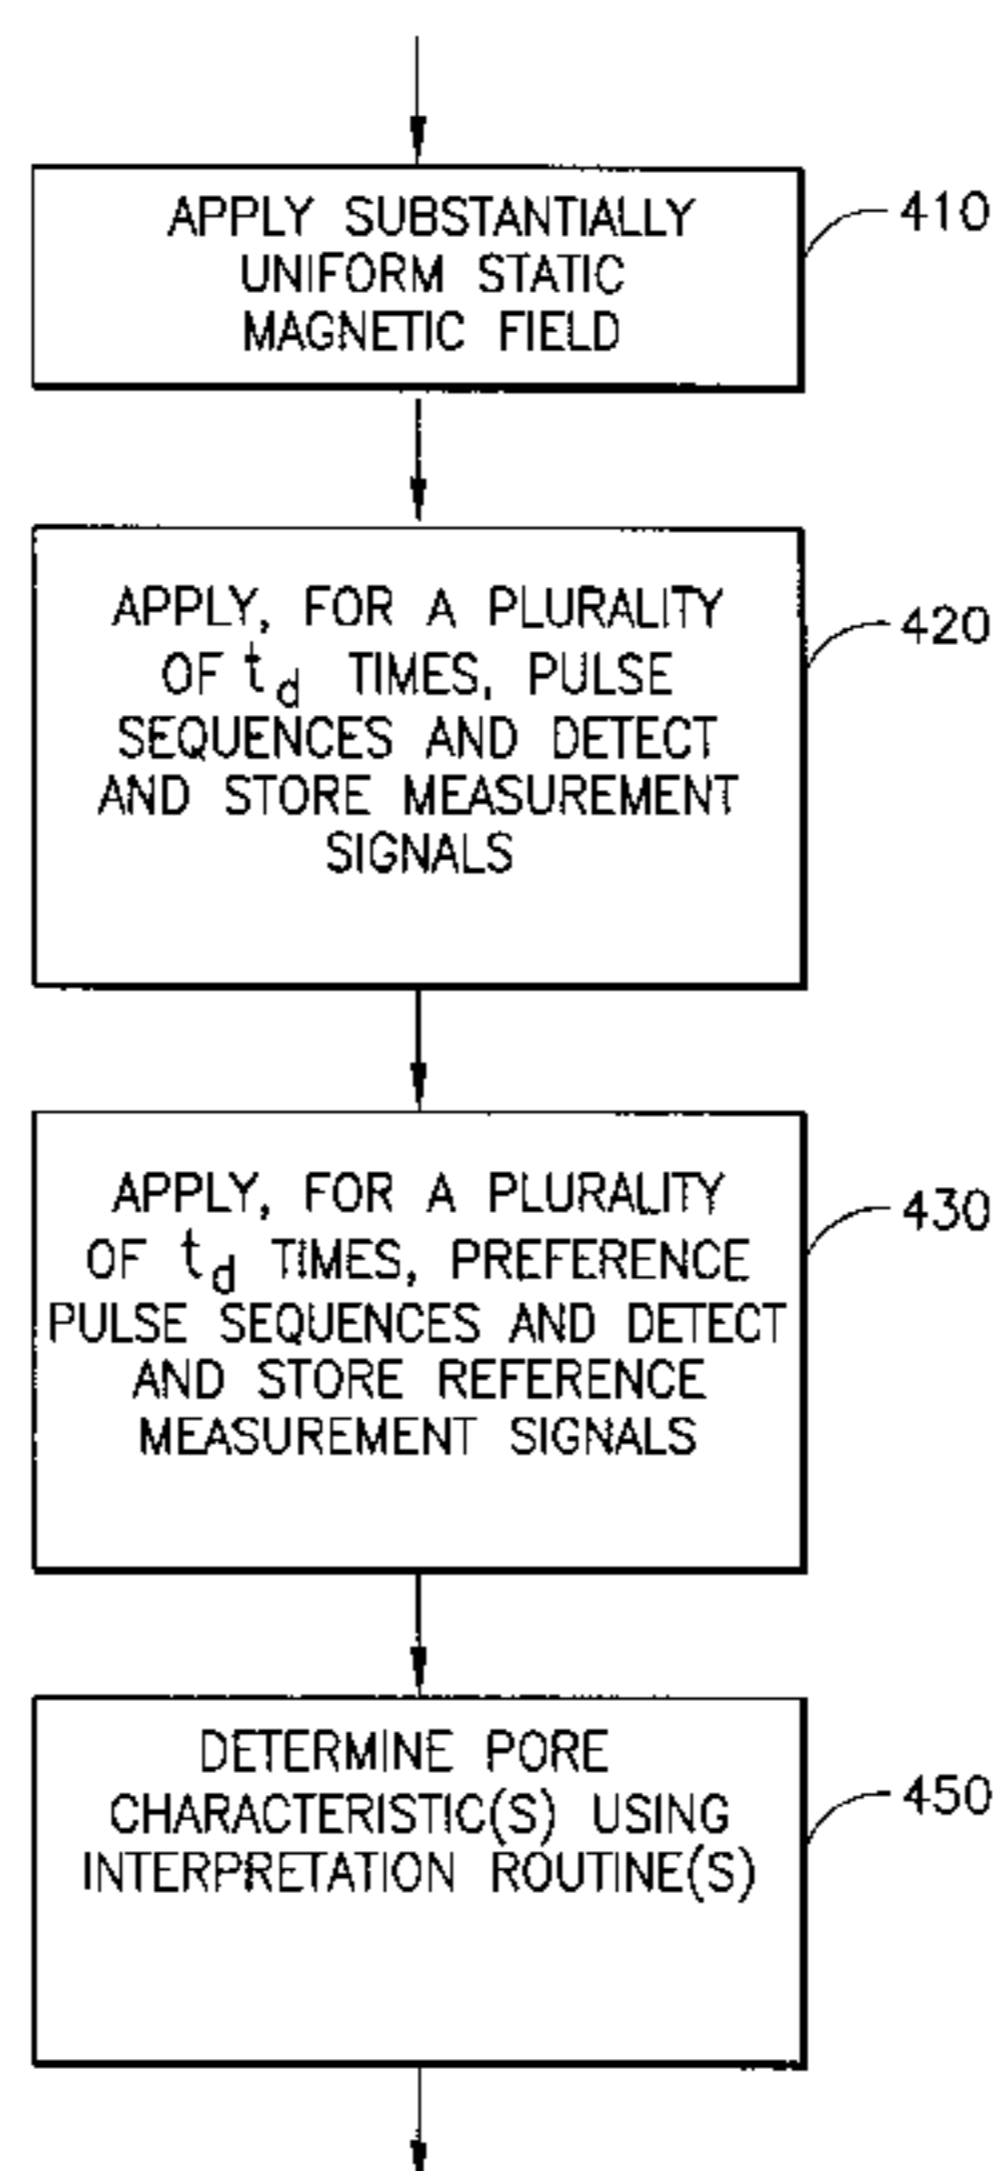 APPLY SUBSTANTIALLY
UNIFORM STATIC
MAGNETIC FIELD
410
APPLY, FOR A PLURALITY
OF td TIMES, PULSE
SEQUENCES AND DETECT
AND STORE MEASUREMENT
SIGNALS
420
APPLY, FOR A PLURALITY
OF td TIMES, PREFERENCE
PULSE SEQUENCES AND DETECT
AND STORE REFERENCE
MEASUREMENT SIGNALS
430
DETERMINE PORE
CHARACTERISTIC(S) USING
INTERPRETATION ROUTINE(S)
450